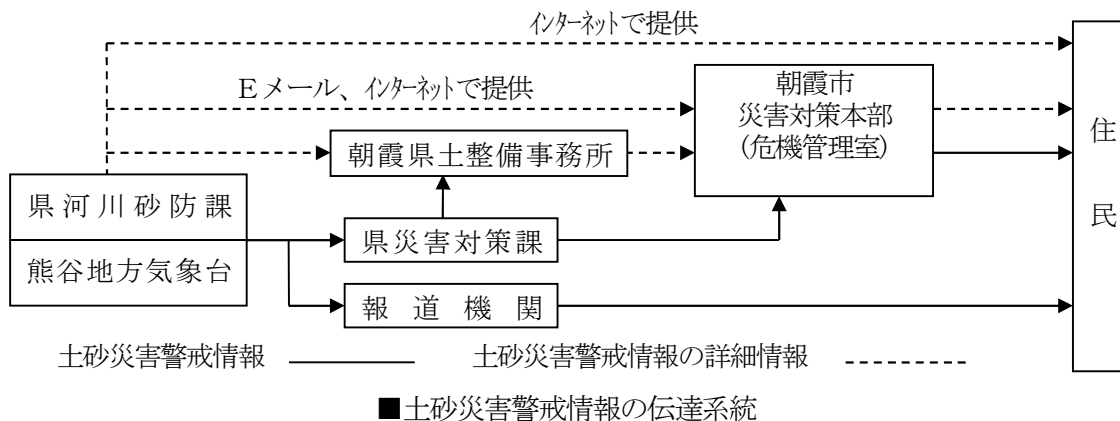 インターネットで提供
Eメール、インターネットで提供
朝霞市
災害対策本部
(危機管理室)
住民
朝霞県土整備事務所
県河川砂防課
熊谷地方気象台
県災害対策課
報道機関
土砂災害警戒情報
土砂災害警戒情報の詳細情報
■土砂災害警戒情報の伝達系統